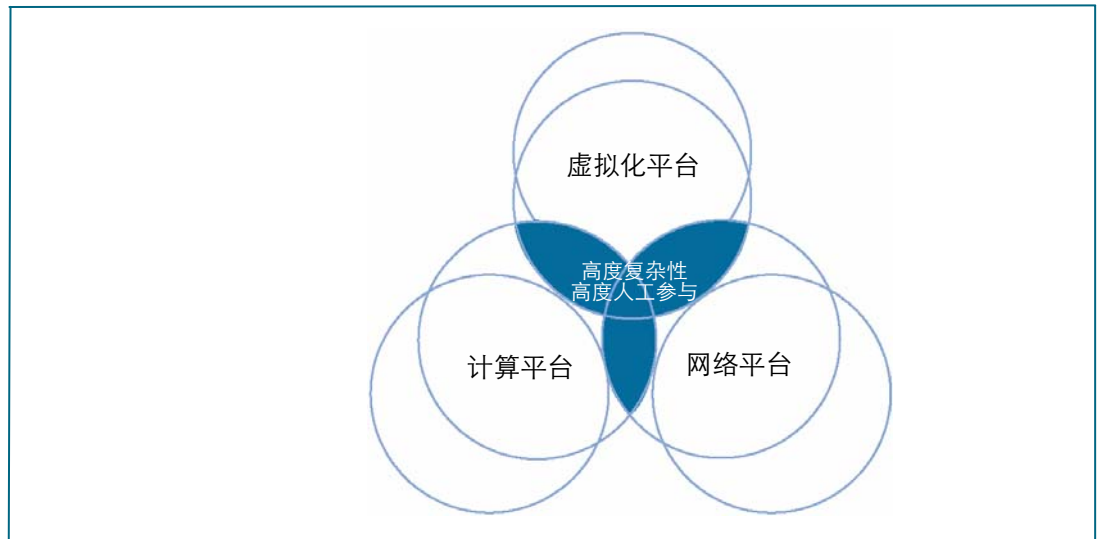 虚拟化平台
高度复杂性
高度人工参与
计算平台
网络平台